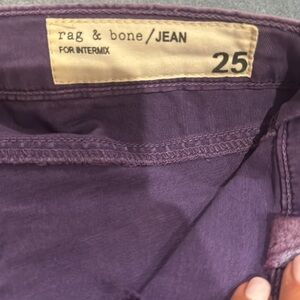 rag & bone/JEAN
FOR INTERMIX
25